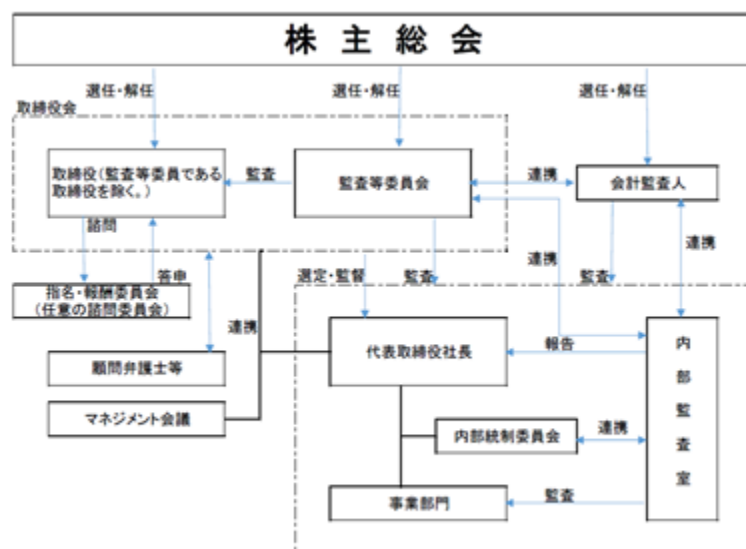 株主総会
選任・解任
選任・解任
選任・解任
取締役会
取締役(監査等委員である
取締役を除く。)
監査
監査等委員会
連携
会計監査人
諮問
答申
連携
連携
選定・監督
監査
監査
指名・報酬委員会
(任意の諮問委員会)
連携
代表取締役社長
報告
内部監査室
顧問弁護士等
マネジメント会議
内部統制委員会
連携
事業部門
監査